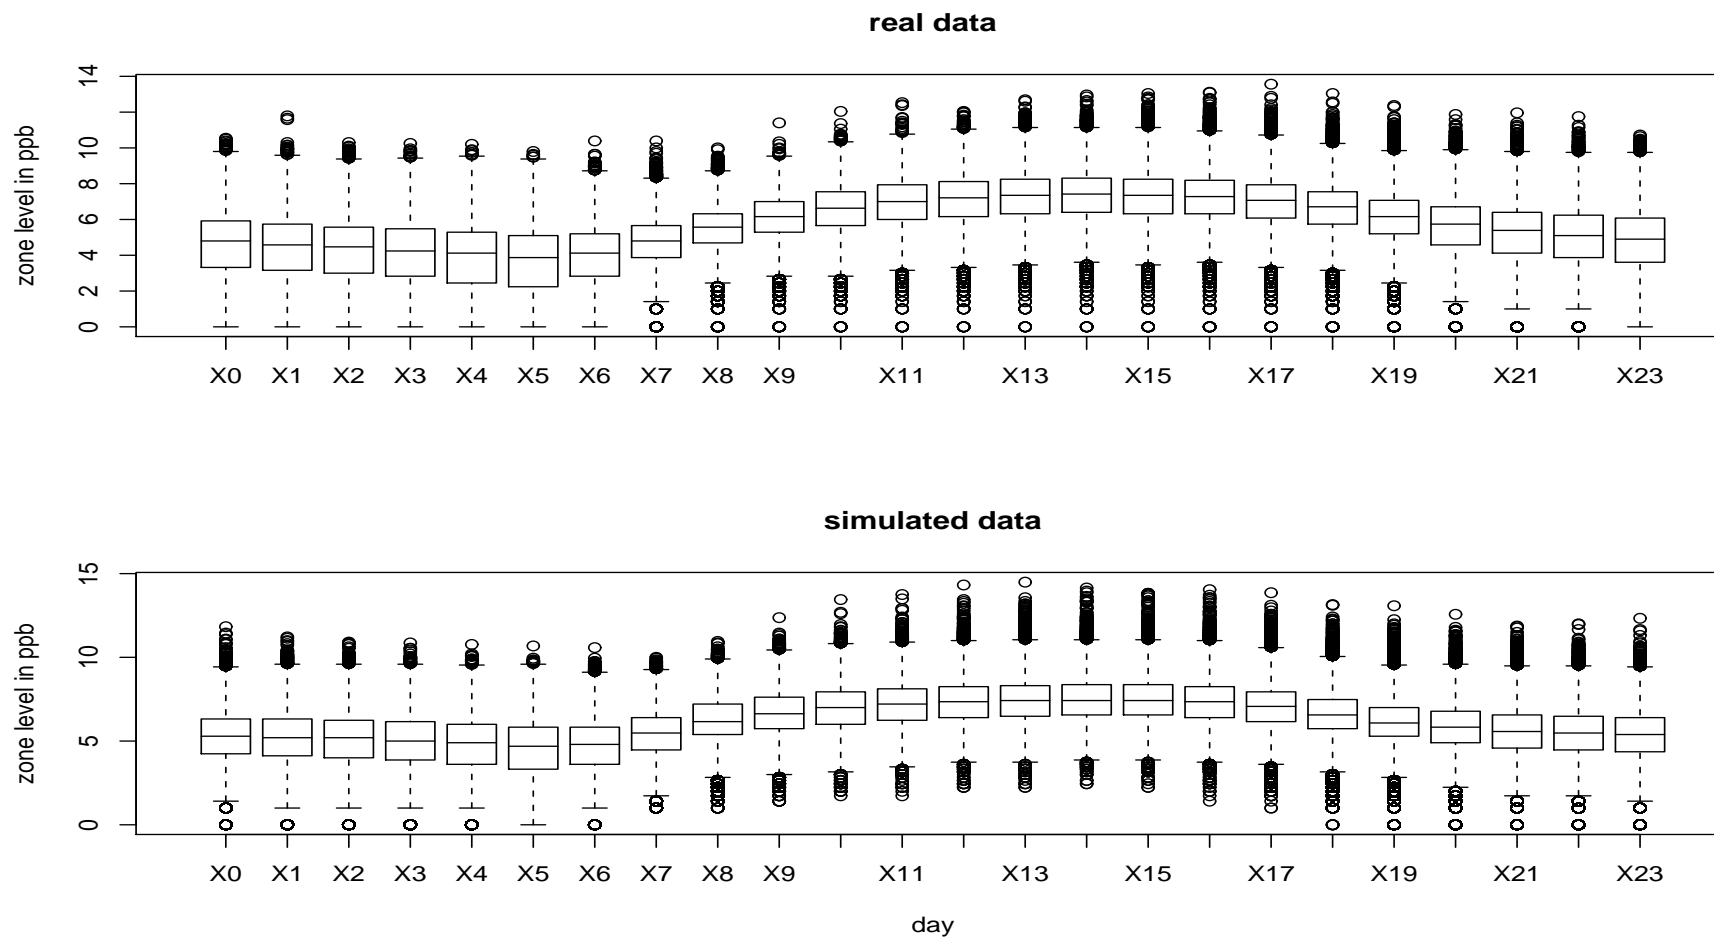 real data
zone level in ppb
0 2 4 6 8 10 14
X0 X1 X2 X3 X4 X5 X6 X7 X8 X9 X11 X13 X15 X17 X19 X21 X23
simulated data
zone level in ppb
0 5 10 15
X0 X1 X2 X3 X4 X5 X6 X7 X8 X9 X11 X13 X15 X17 X19 X21 X23
day